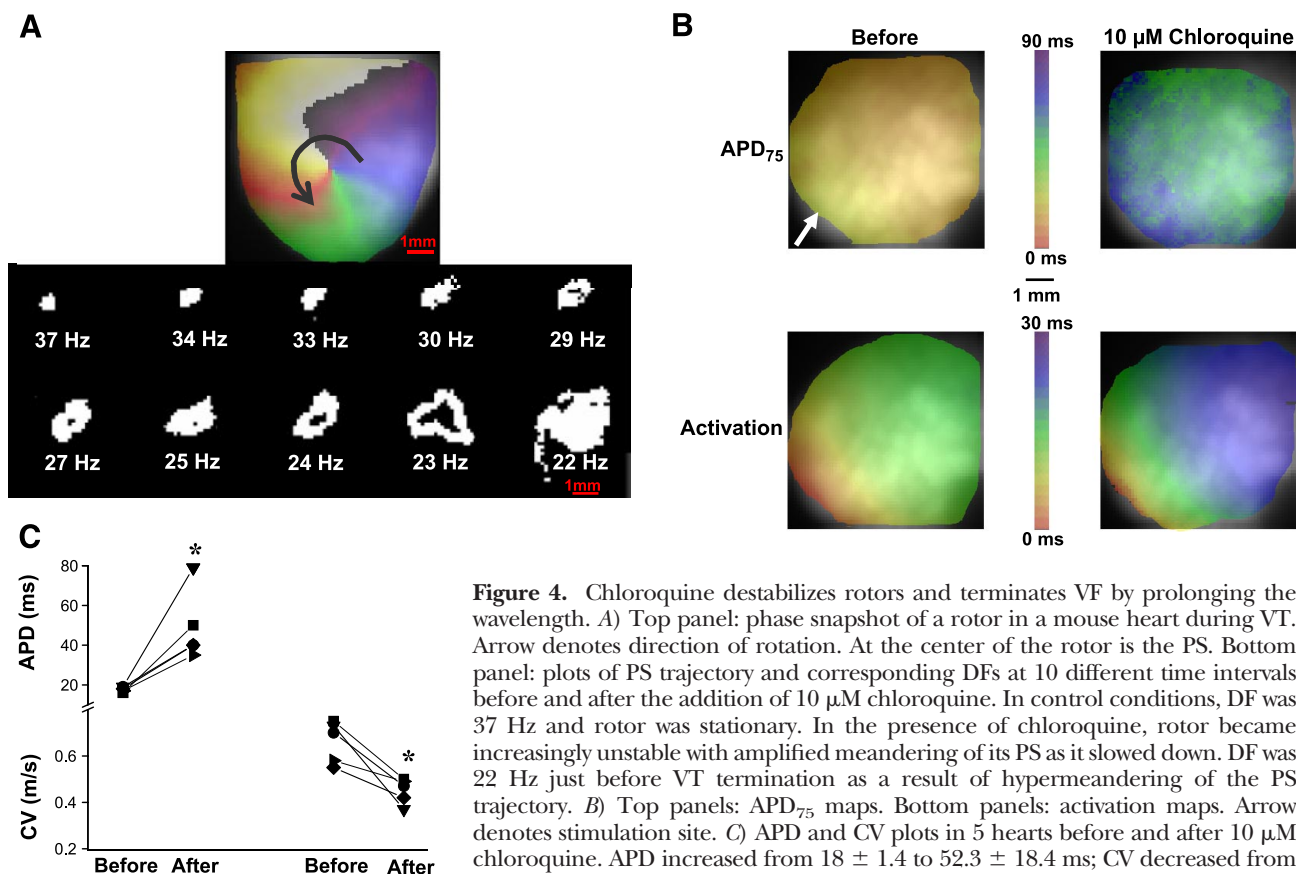 A
1mm
37 Hz 34 Hz 33 Hz 30 Hz 29 Hz
27 Hz 25 Hz 24 Hz 23 Hz 22 Hz
1mm
B
Before 90 ms 10 µM Chloroquine
APD75
0 ms
1 mm
30 ms
Activation
0 ms
C
*
80
60
40
20
APD (ms)
*
0.6
0.4
0.2
CV (m/s)
Before After Before After
Figure 4. Chloroquine destabilizes rotors and terminates VF by prolonging the
wavelength. A) Top panel: phase snapshot of a rotor in a mouse heart during VT.
Arrow denotes direction of rotation. At the center of the rotor is the PS. Bottom
panel: plots of PS trajectory and corresponding DFs at 10 different time intervals
before and after the addition of 10 µM chloroquine. In control conditions, DF was
37 Hz and rotor was stationary. In the presence of chloroquine, rotor became
increasingly unstable with amplified meandering of its PS as it slowed down. DF was
22 Hz just before VT termination as a result of hypermeandering of the PS
trajectory. B) Top panels: APD75 maps. Bottom panels: activation maps. Arrow
denotes stimulation site. C) APD and CV plots in 5 hearts before and after 10 µM
chloroquine. APD increased from 18 ± 1.4 to 52.3 ± 18.4 ms; CV decreased from